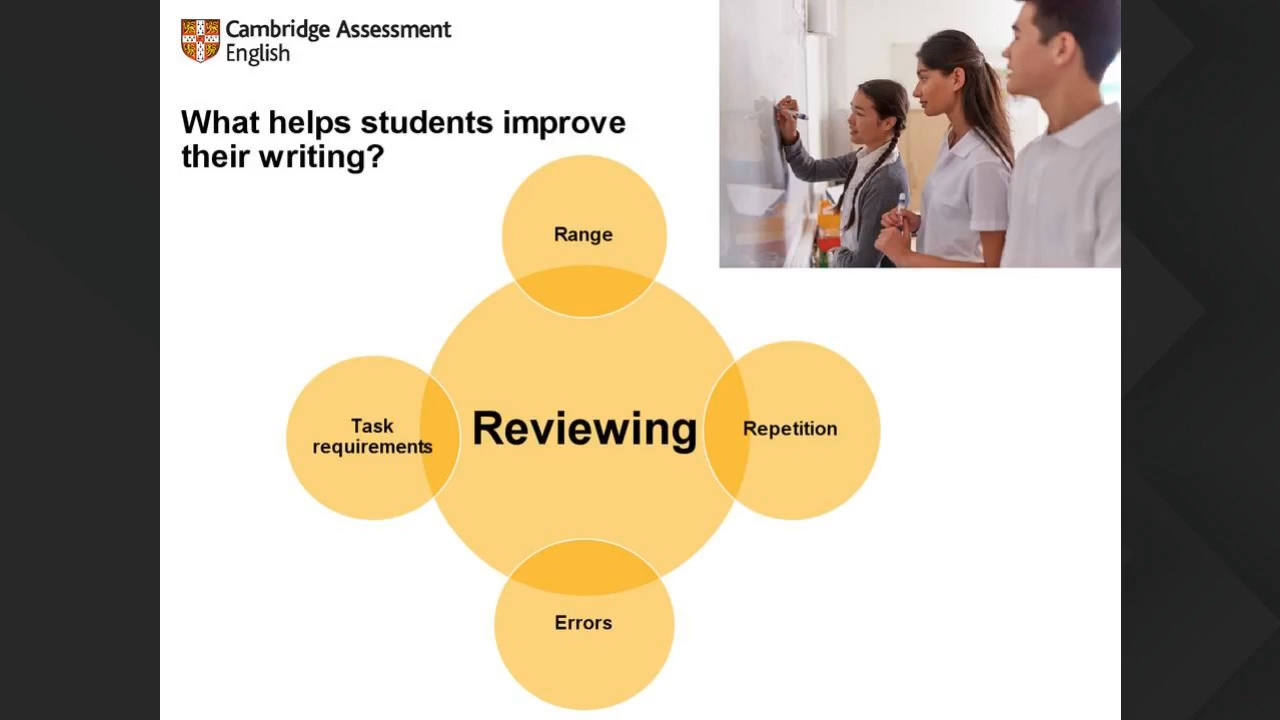 Cambridge Assessment
English
What helps students improve
their writing?
Range
Task
requirements
Reviewing
Repetition
Errors